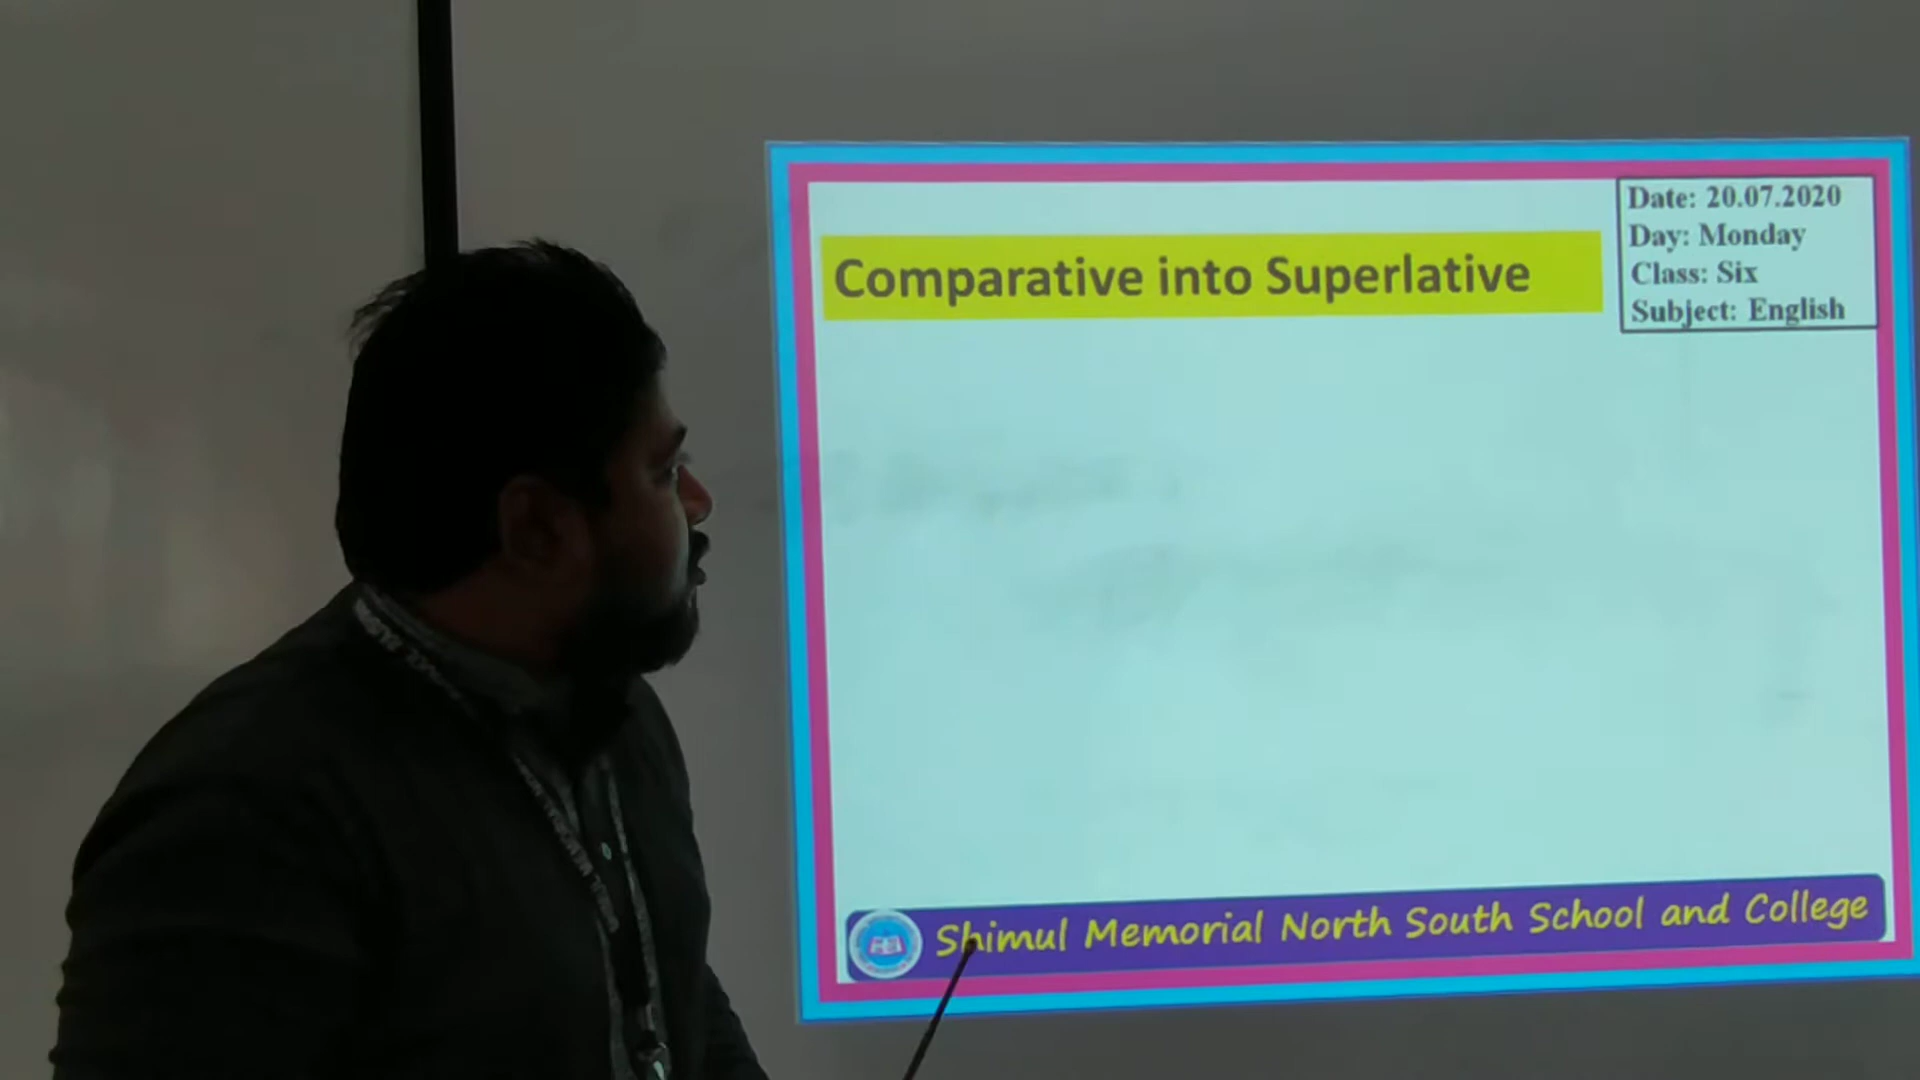 Date: 20.07.2020
Day: Monday
Class: Six
Subject: English
Comparative into Superlative
Shimul Memorial North South School and College